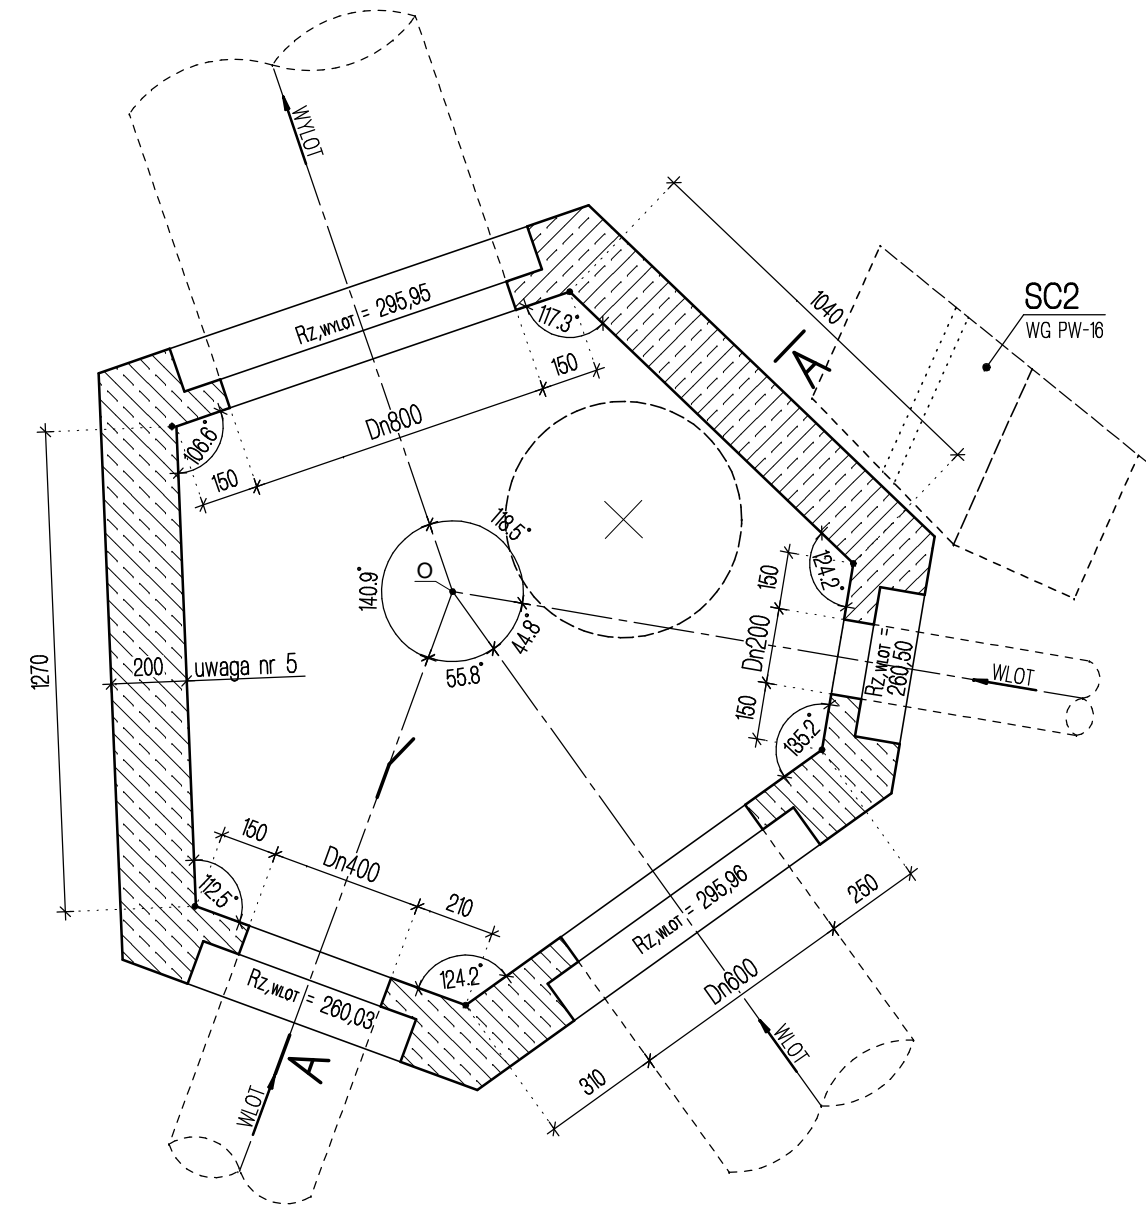 WYLOT
1040
SC2
WG PW-16
Rz,WYLOT = 295,95
117.3°
150
A
Dn800
106.6°
150
118.5°
O
140.9°
44.8°
55.8°
124.2°
150
Dn200
150
Rz,WLOT =
260,50
WLOT
135.2°
1270
200
uwaga nr 5
150
Dn400
210
112.5°
124.2°
Rz,WLOT = 260,03
Rz,WLOT = 295,96
250
Dn600
310
WLOT
A
WLOT